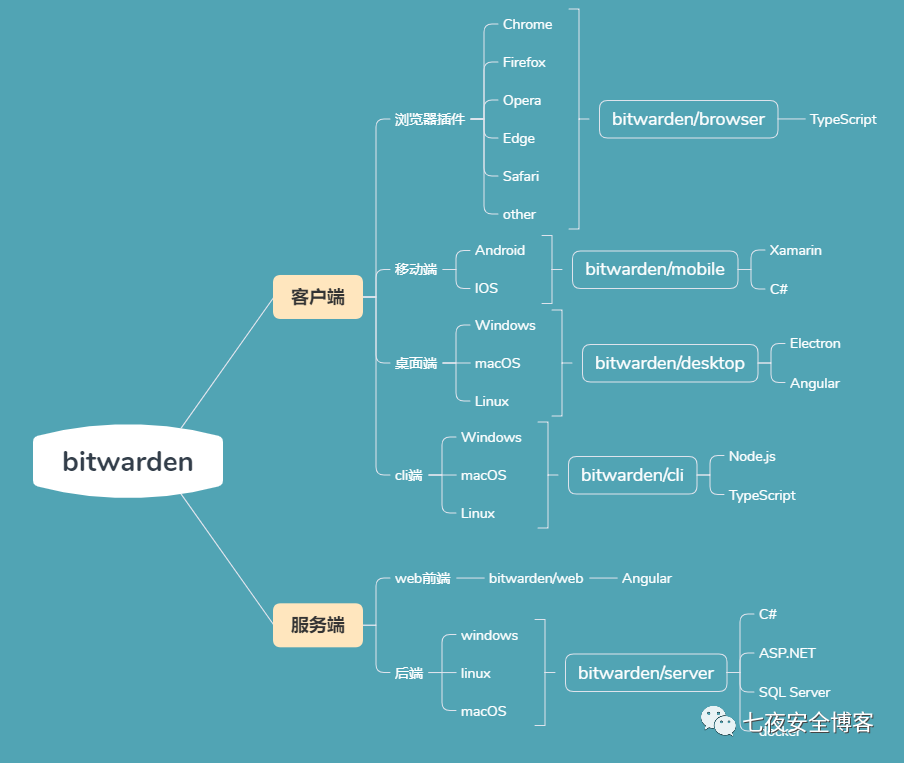 bitwarden
客户端
浏览器插件
Chrome
Firefox
Opera
Edge
Safari
other
bitwarden/browser
TypeScript
移动端
Android
IOS
bitwarden/mobile
Xamarin
C#
桌面端
Windows
macOS
Linux
bitwarden/desktop
Electron
Angular
cli端
Windows
macOS
Linux
bitwarden/cli
Node.js
TypeScript
服务端
web前端
bitwarden/web
Angular
后端
windows
linux
macOS
bitwarden/server
C#
ASP.NET
SQL Server
docker
七夜安全博客